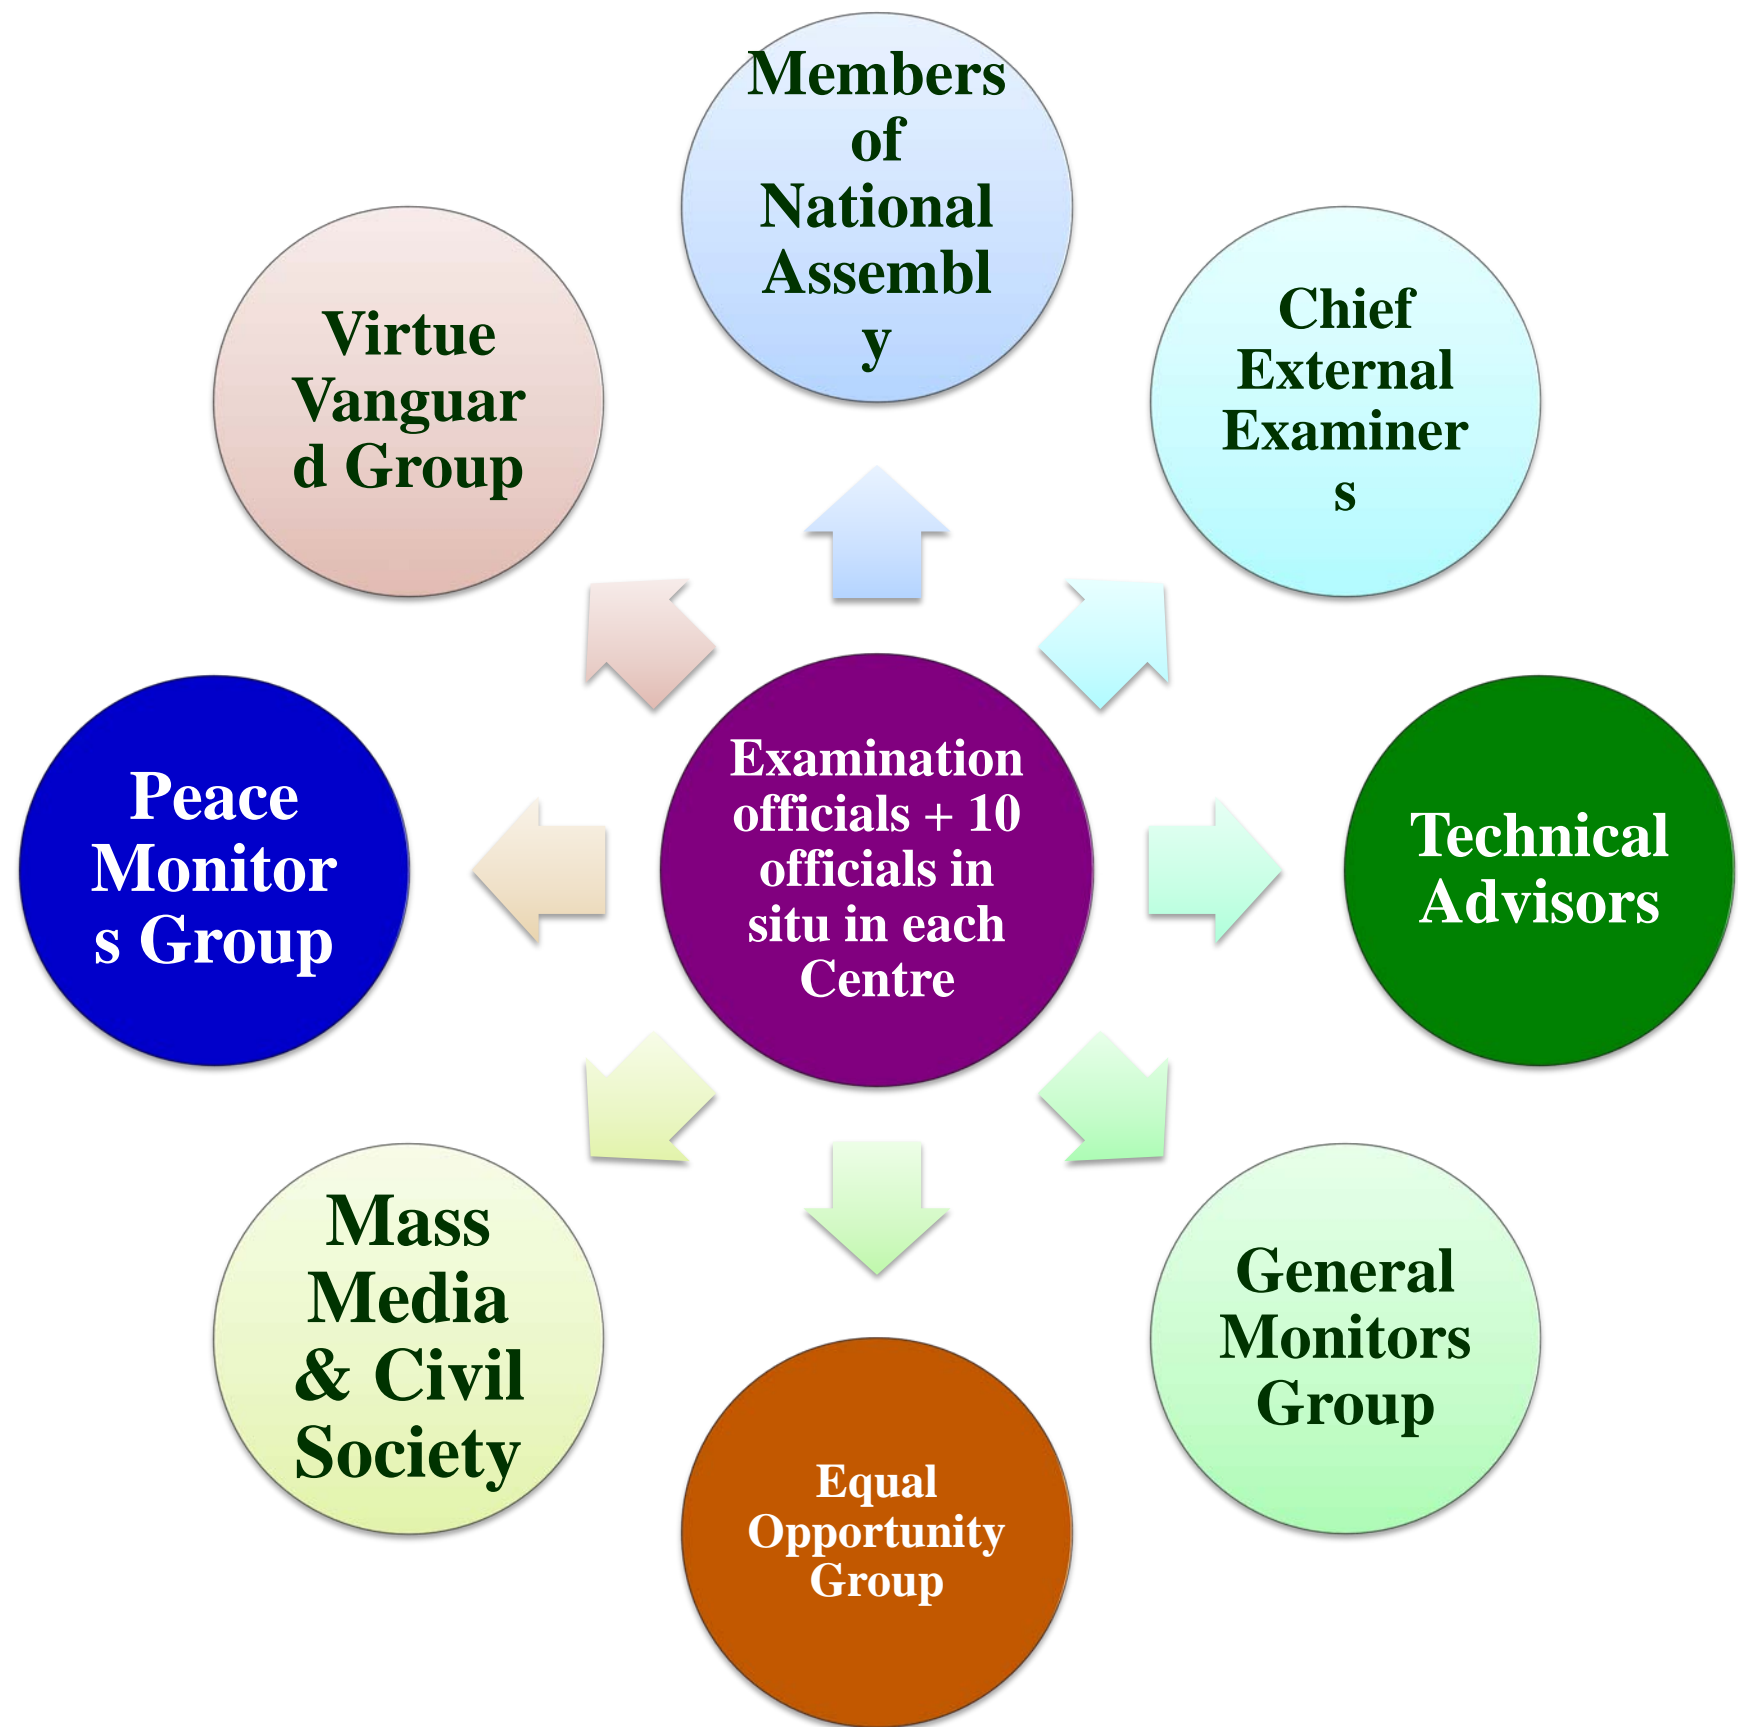 Members
of
National
Assembl
y
Chief
External
Examiner
s
Technical
Advisors
General
Monitors
Group
Equal
Opportunity
Group
Mass
Media
& Civil
Society
Peace
Monitor
s Group
Virtue
Vanguar
d Group
Examination
officials + 10
officials in
situ in each
Centre